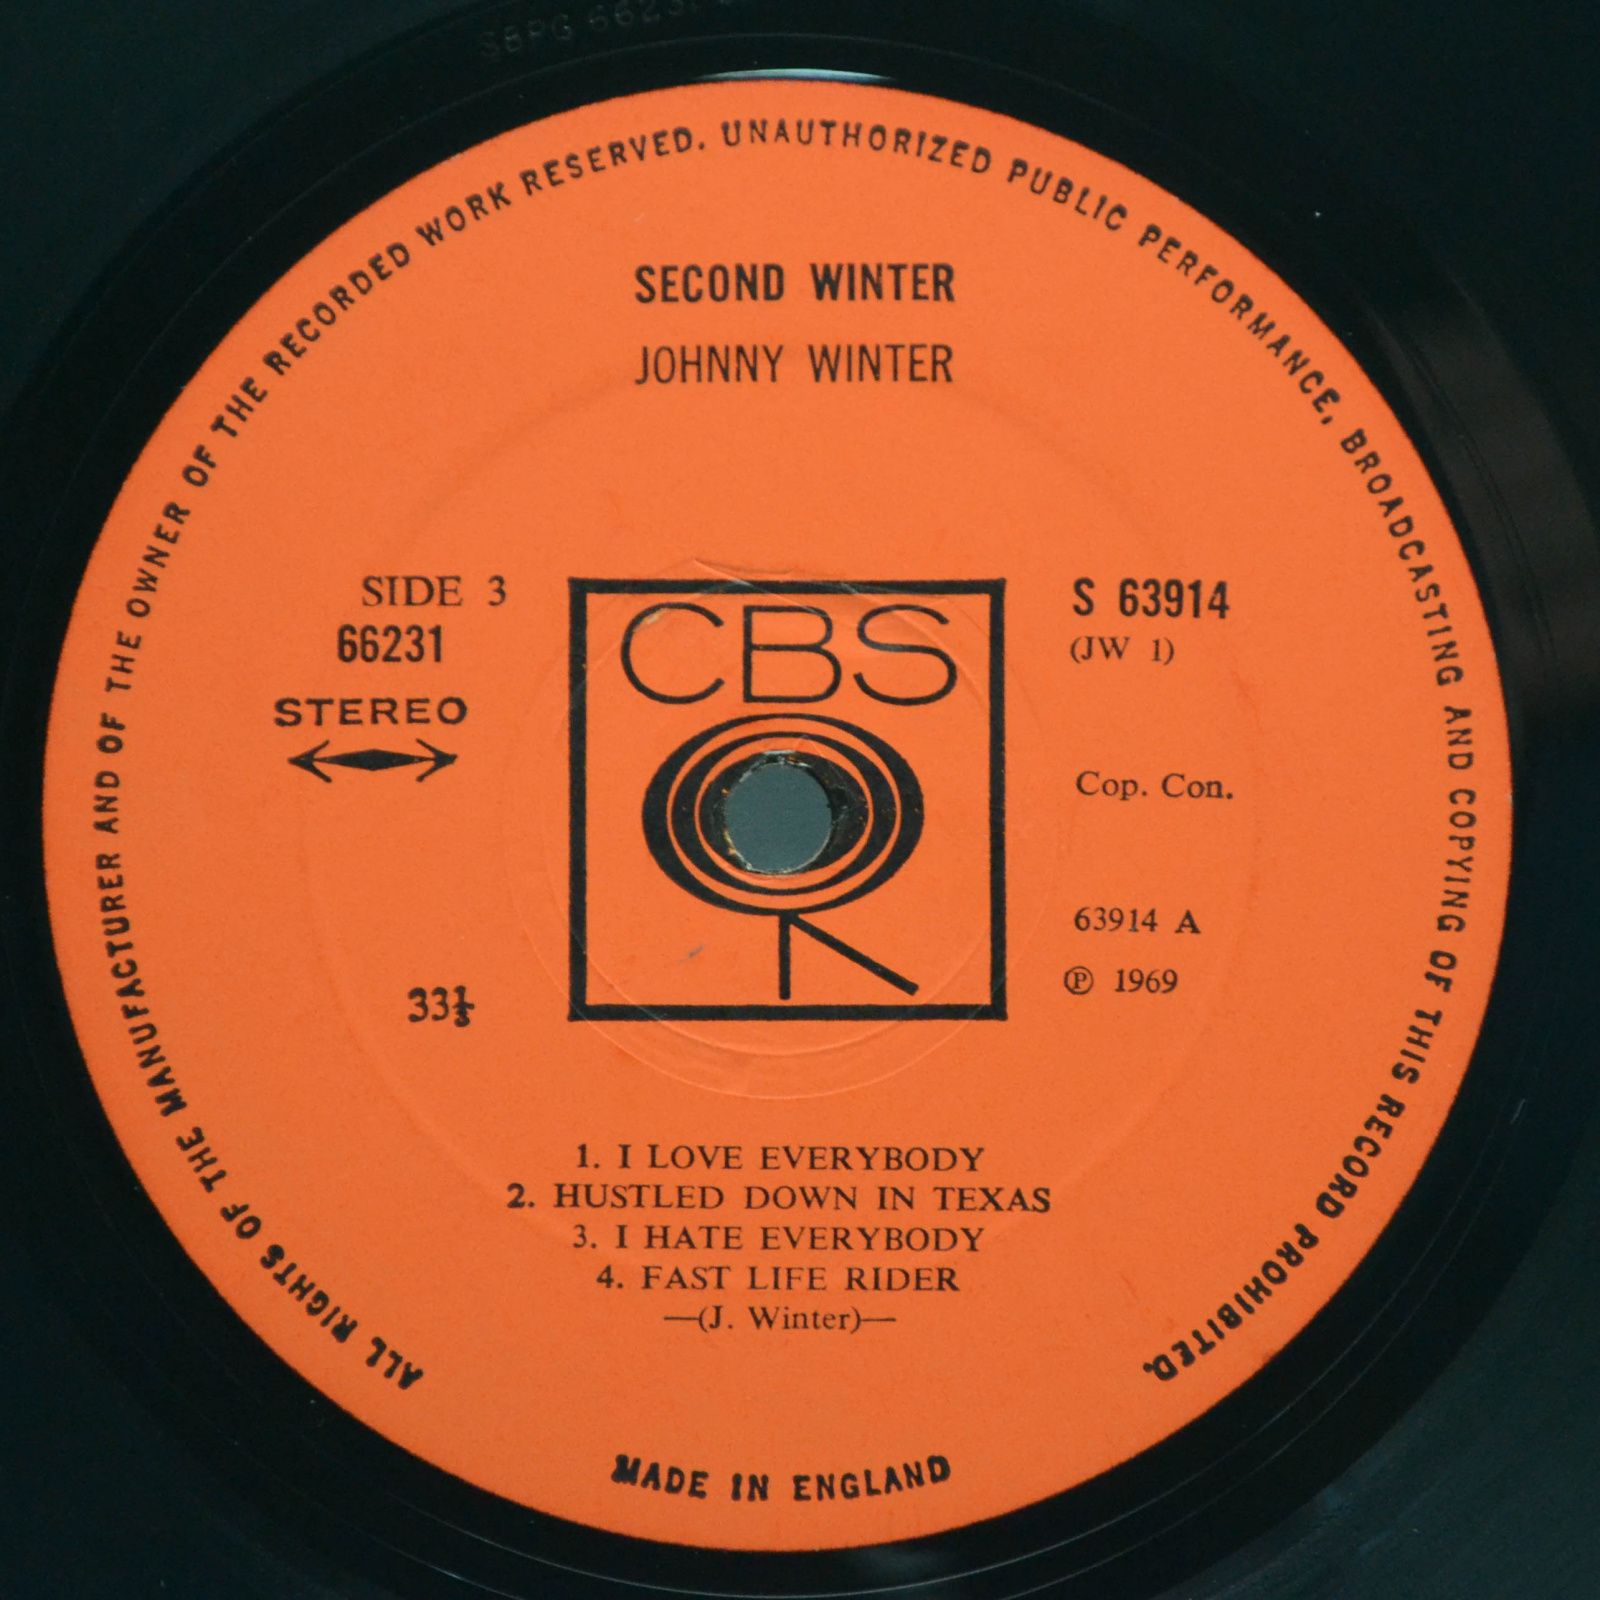 SBPG 6623
ALL RIGHTS OF THE MANUFACTURER AND OF THE OWNER OF THE RECORDED WORK RESERVED. UNAUTHORIZED PUBLIC PERFORMANCE, BROADCASTING AND COPYING OF THIS RECORD PROHIBITED.
SECOND WINTER
JOHNNY WINTER
SIDE 3
66231
STEREO
33⅓
CBS
S 63914
(JW 1)
Cop. Con.
63914 A
Ⓟ 1969
1. I LOVE EVERYBODY
2. HUSTLED DOWN IN TEXAS
3. I HATE EVERYBODY
4. FAST LIFE RIDER
—(J. Winter)—
MADE IN ENGLAND